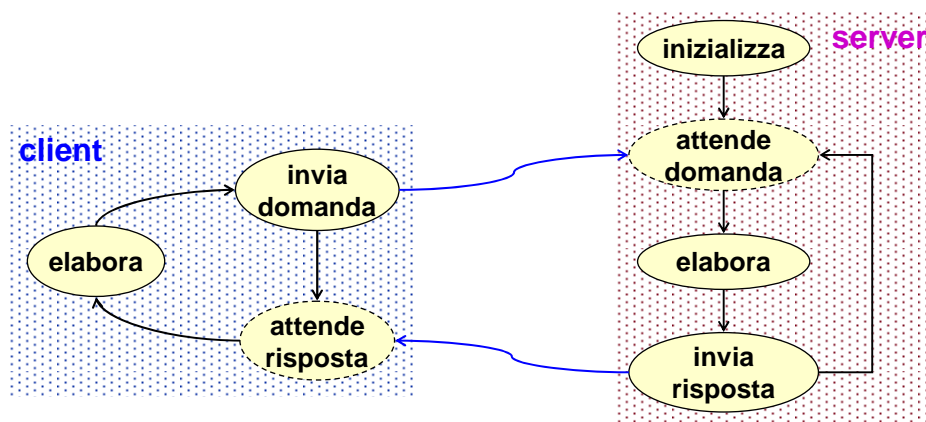 server
inizializza
attende
domanda
client
invia
domanda
elabora
elabora
attende
risposta
invia
risposta